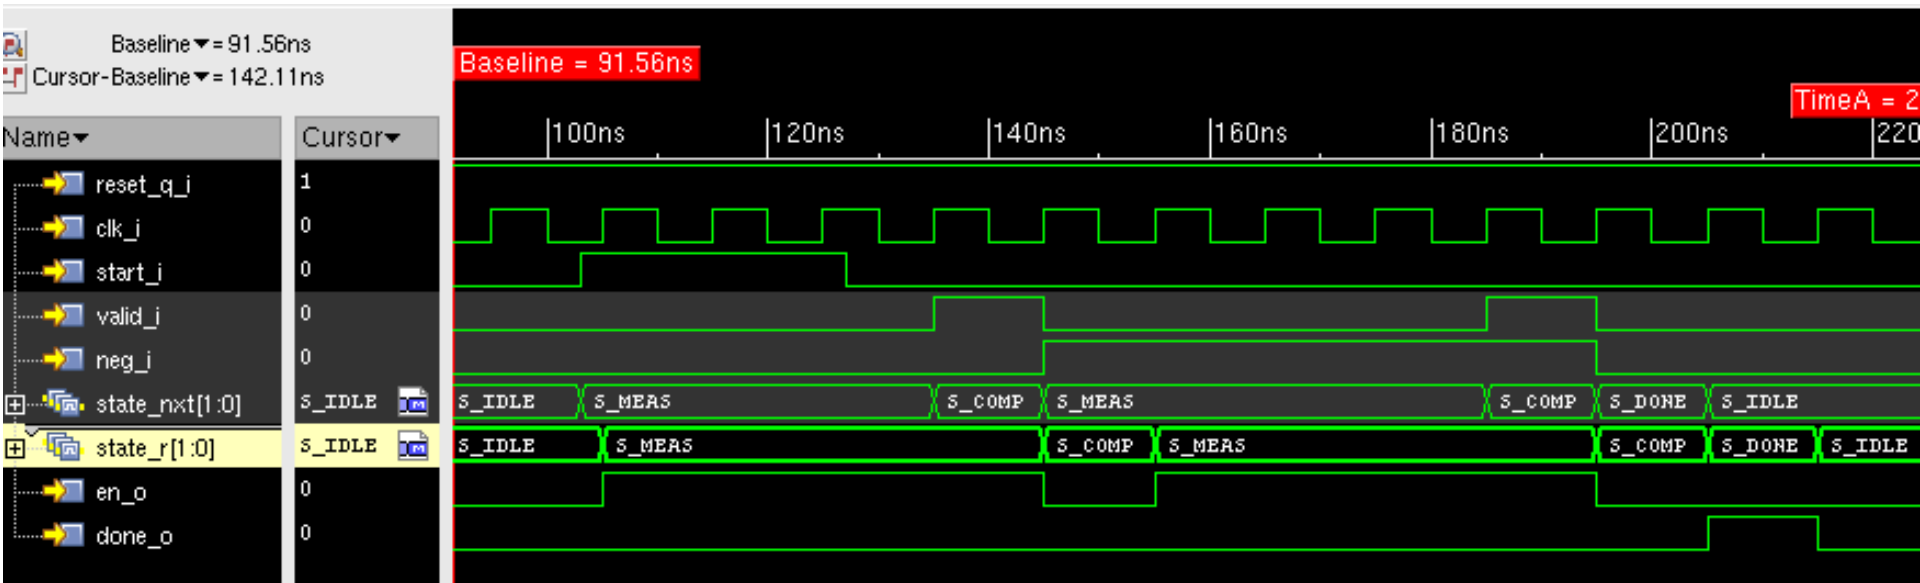 Baseline▾= 91.56ns
Cursor-Baseline▾= 142.11ns
Baseline = 91.56ns
TimeA = 2
Name▾ Cursor▾
100ns 120ns 140ns 160ns 180ns 200ns 220
reset_q_i 1
clk_i 0
start_i 0
valid_i 0
neg_i 0
state_nxt[1:0] S_IDLE S_IDLE S_MEAS S_COMP S_MEAS S_COMP S_DONE S_IDLE
state_r[1:0] S_IDLE S_IDLE S_MEAS S_COMP S_MEAS S_COMP S_DONE S_IDLE
en_o 0
done_o 0